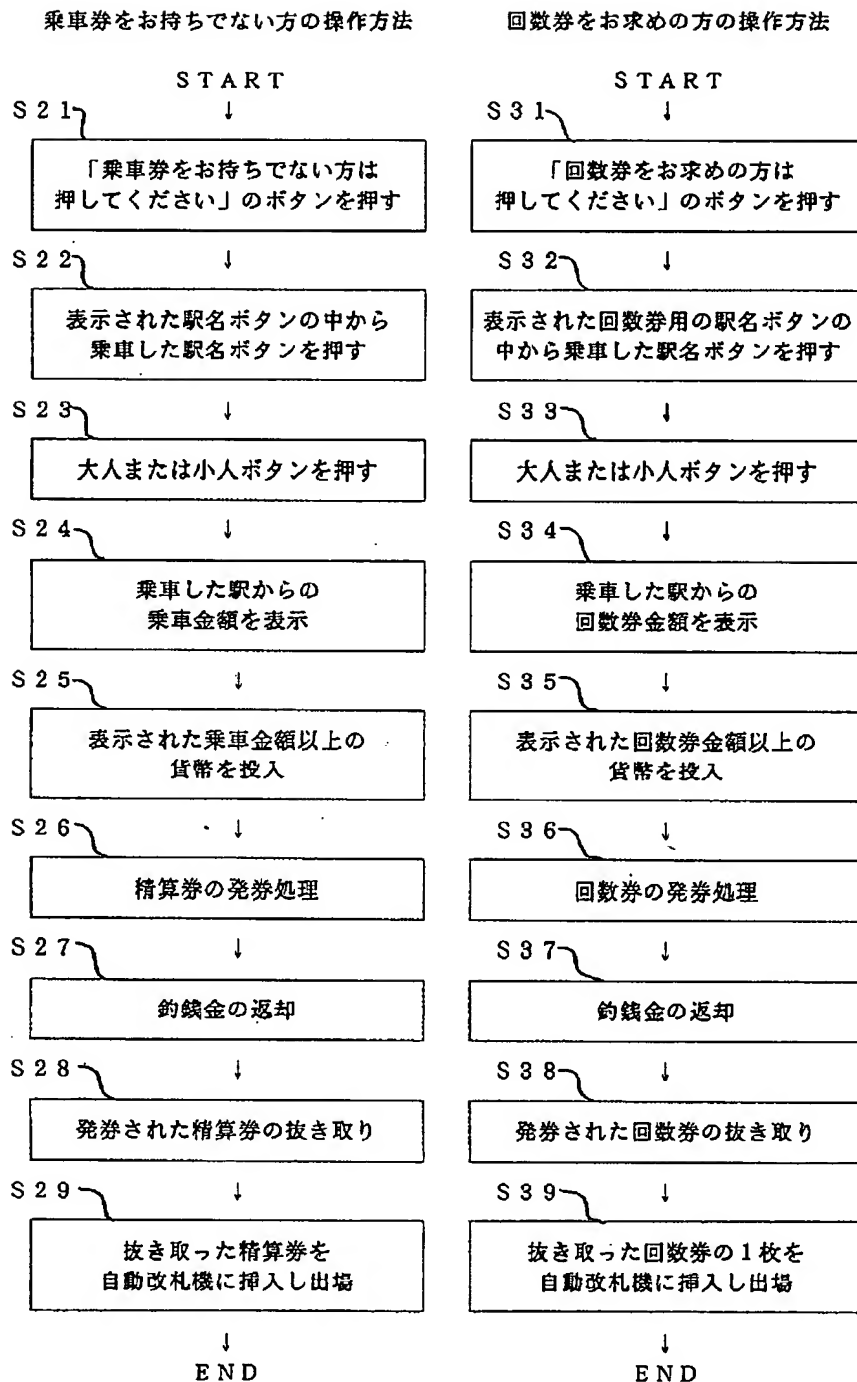 乗車券をお持ちでない方の操作方法
START
↓
S21
「乗車券をお持ちでない方は
押してください」のボタンを押す
S22
↓
表示された駅名ボタンの中から
乗車した駅名ボタンを押す
S23
↓
大人または小人ボタンを押す
S24
↓
乗車した駅からの
乗車金額を表示
S25
↓
表示された乗車金額以上の
貨幣を投入
S26
↓
精算券の発券処理
S27
↓
釣銭金の返却
S28
↓
発券された精算券の抜き取り
S29
↓
抜き取った精算券を
自動改札機に挿入し出場
↓
END
回数券をお求めの方の操作方法
START
↓
S31
「回数券をお求めの方は
押してください」のボタンを押す
S32
↓
表示された回数券用の駅名ボタンの
中から乗車した駅名ボタンを押す
S33
↓
大人または小人ボタンを押す
S34
↓
乗車した駅からの
回数券金額を表示
S35
↓
表示された回数券金額以上の
貨幣を投入
S36
↓
回数券の発券処理
S37
↓
釣銭金の返却
S38
↓
発券された回数券の抜き取り
S39
↓
抜き取った回数券の1枚を
自動改札機に挿入し出場
↓
END